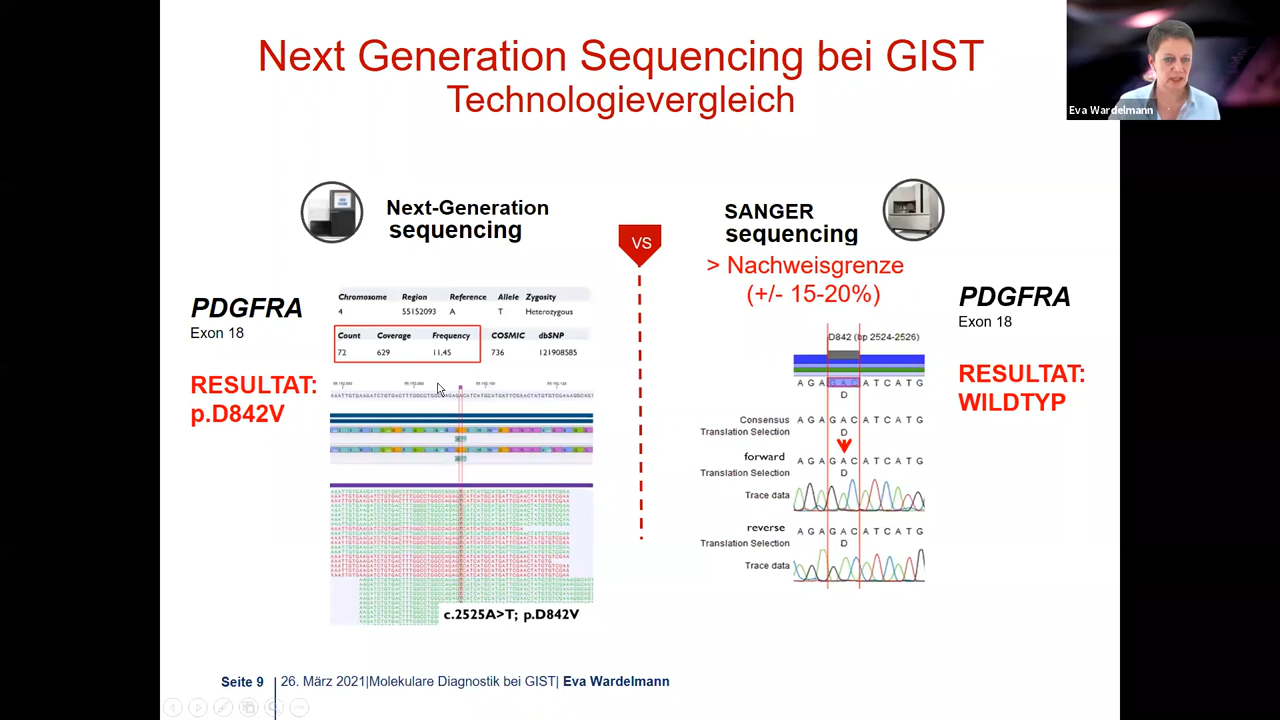 Next Generation Sequencing bei GIST
Technologievergleich
Eva Wardelmann
Next-Generation
sequencing
VS
SANGER
sequencing
> Nachweisgrenze
(+/- 15-20%)
PDGFRA
Exon 18
RESULTAT:
p.D842V
Chromosome Region Reference Allele Zygosity
4 55152093 A T Heterozygous
Count Coverage Frequency COSMIC dbSNP
72 629 11,45 736 121908585
c.2525A>T; p.D842V
D842 (bp 2524-2526)
A G A G A C A T C A T G
D
Consensus A G A G A C A T C A T G
Translation Selection D
forward A G A G A C A T C A T G
Translation Selection D
Trace data
reverse A G A G A C A T C A T G
Translation Selection D
Trace data
PDGFRA
Exon 18
RESULTAT:
WILDTYP
Seite 9 26. März 2021|Molekulare Diagnostik bei GIST| Eva Wardelmann